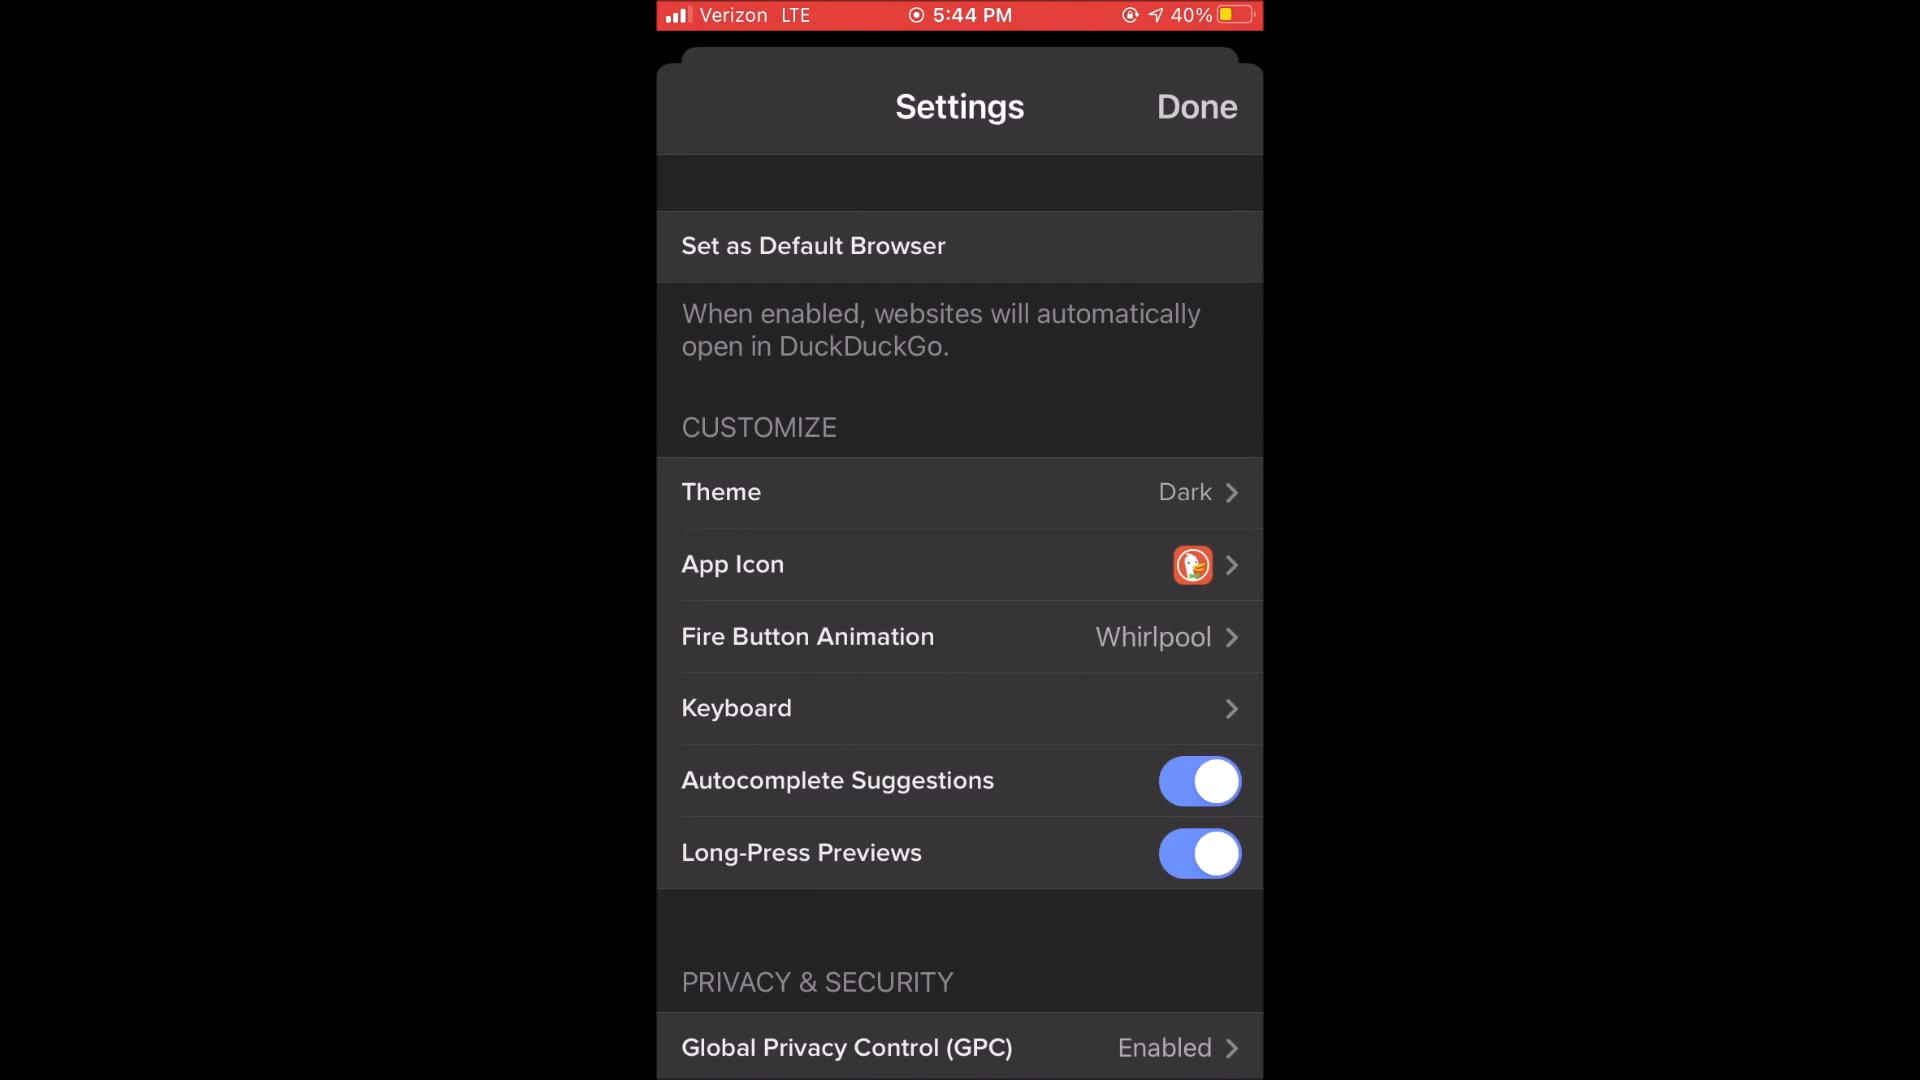 Verizon LTE 5:44 PM 40%
Settings Done
Set as Default Browser
When enabled, websites will automatically
open in DuckDuckGo.
CUSTOMIZE
Theme Dark
App Icon
Fire Button Animation Whirlpool
Keyboard
Autocomplete Suggestions
Long-Press Previews
PRIVACY & SECURITY
Global Privacy Control (GPC) Enabled